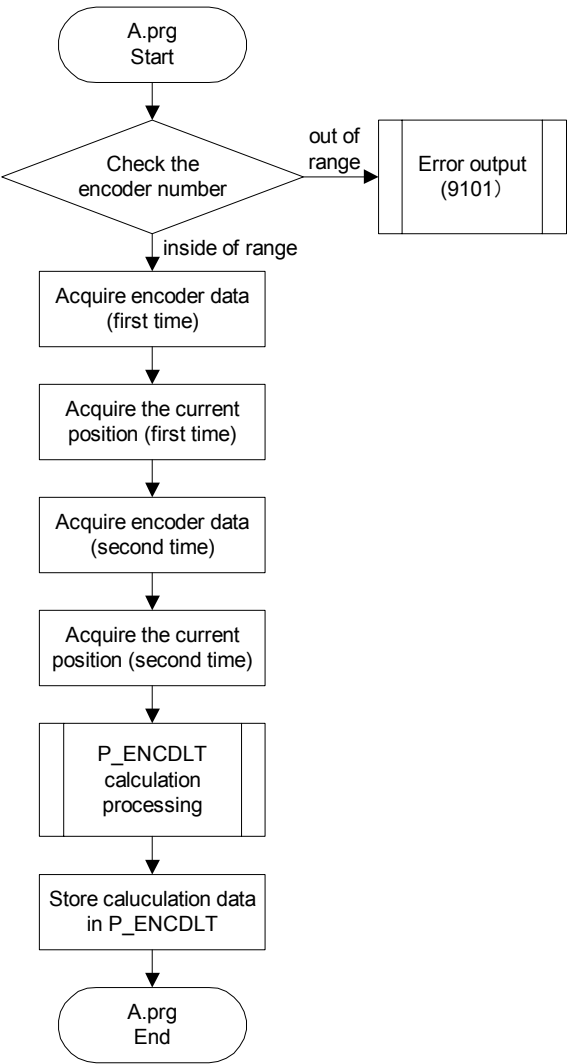 A.prg
Start
Check the
encoder number
out of
range
Error output
(9101）
inside of range
Acquire encoder data
(first time)
Acquire the current
position (first time)
Acquire encoder data
(second time)
Acquire the current
position (second time)
P_ENCDLT
calculation
processing
Store caluculation data
in P_ENCDLT
A.prg
End